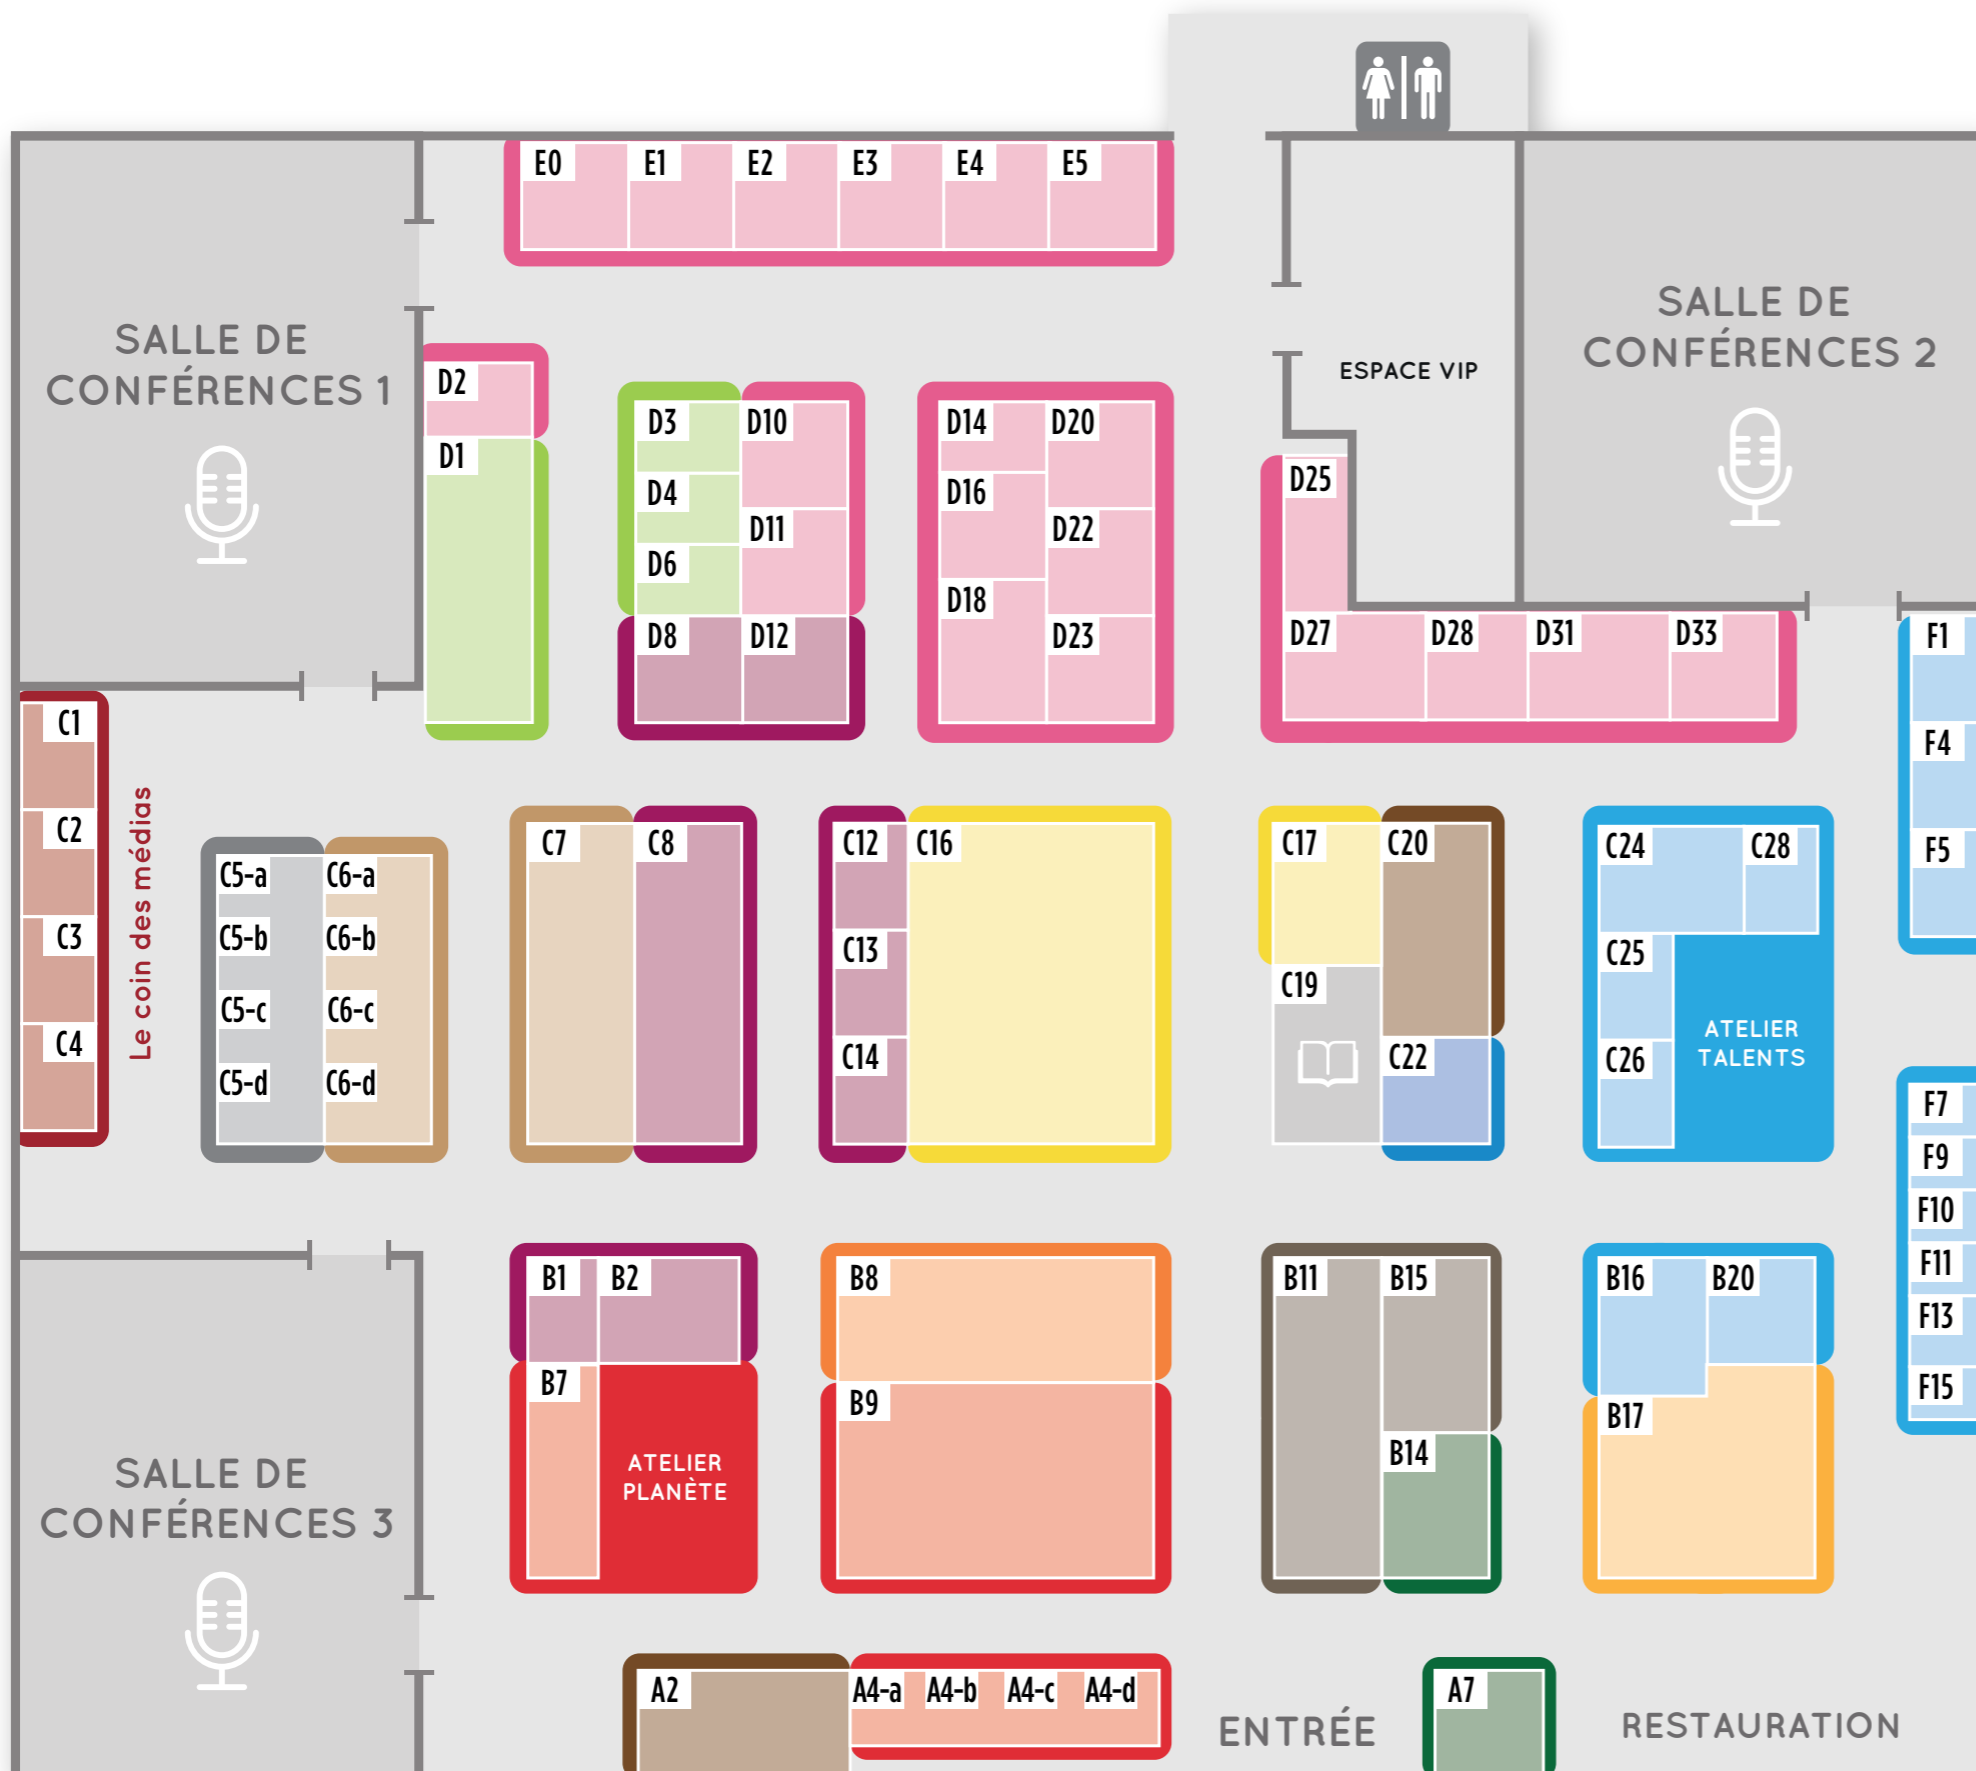 E0
E1
E2
E3
E4
E5
SALLE DE
CONFÉRENCES 1
SALLE DE
CONFÉRENCES 2
ESPACE VIP
D2
D1
D3
D10
D4
D11
D6
D8
D12
D14
D20
D16
D22
D18
D23
D25
D27
D28
D31
D33
F1
F4
F5
C1
C2
C3
C4
Le coin des médias
C5-a
C6-a
C5-b
C6-b
C5-c
C6-c
C5-d
C6-d
C7
C8
C12
C16
C13
C14
C17
C20
C19
C22
C24
C28
C25
C26
ATELIER
TALENTS
F7
F9
F10
F11
F13
F15
SALLE DE
CONFÉRENCES 3
B1
B2
B7
ATELIER
PLANÈTE
B8
B9
B11
B15
B14
B16
B20
B17
A2
A4-a
A4-b
A4-c
A4-d
ENTRÉE
A7
RESTAURATION